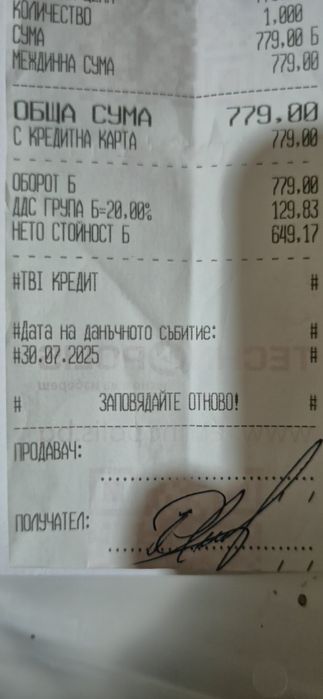 КОЛИЧЕСТВО 1.000
СУМА 779,00 Б
МЕЖДИННА СУМА 779,00
ОБЩА СУМА 779,00
С КРЕДИТНА КАРТА 779,00
ОБОРОТ Б 779,00
ДДС ГРУПА Б=20.00% 129,83
НЕТО СТОЙНОСТ Б 649,17
#TBI КРЕДИТ #
#Дата на данъчното събитие: #
#30.07.2025 #
# ЗАПОВЯДАЙТЕ ОТНОВО! #
ПРОДАВАЧ:
ПОЛУЧАТЕЛ: